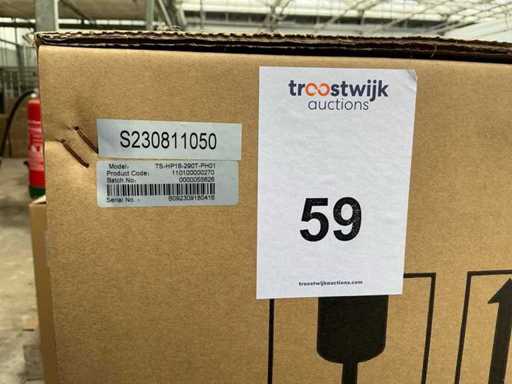 troostwijk
auctions
S230811050
Model: TS-HP18-290T-PH01
Product Code: 110100000270
Batch.No: 0000055626
Serial No. 6092309180416
59
troostwijkauctions.com